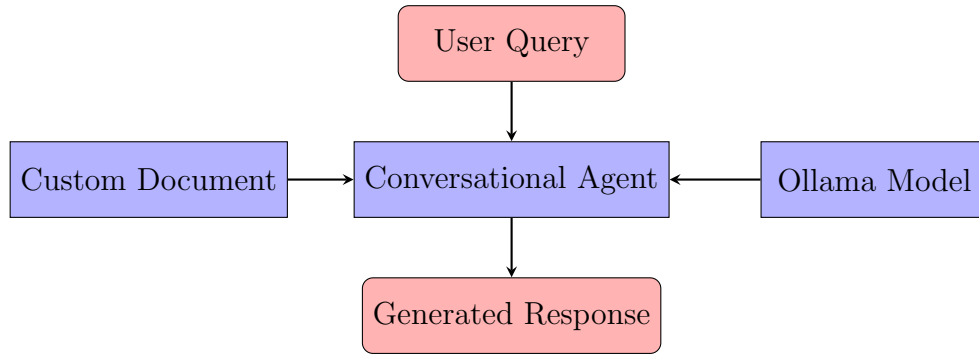 User Query
Custom Document
Conversational Agent
Ollama Model
Generated Response